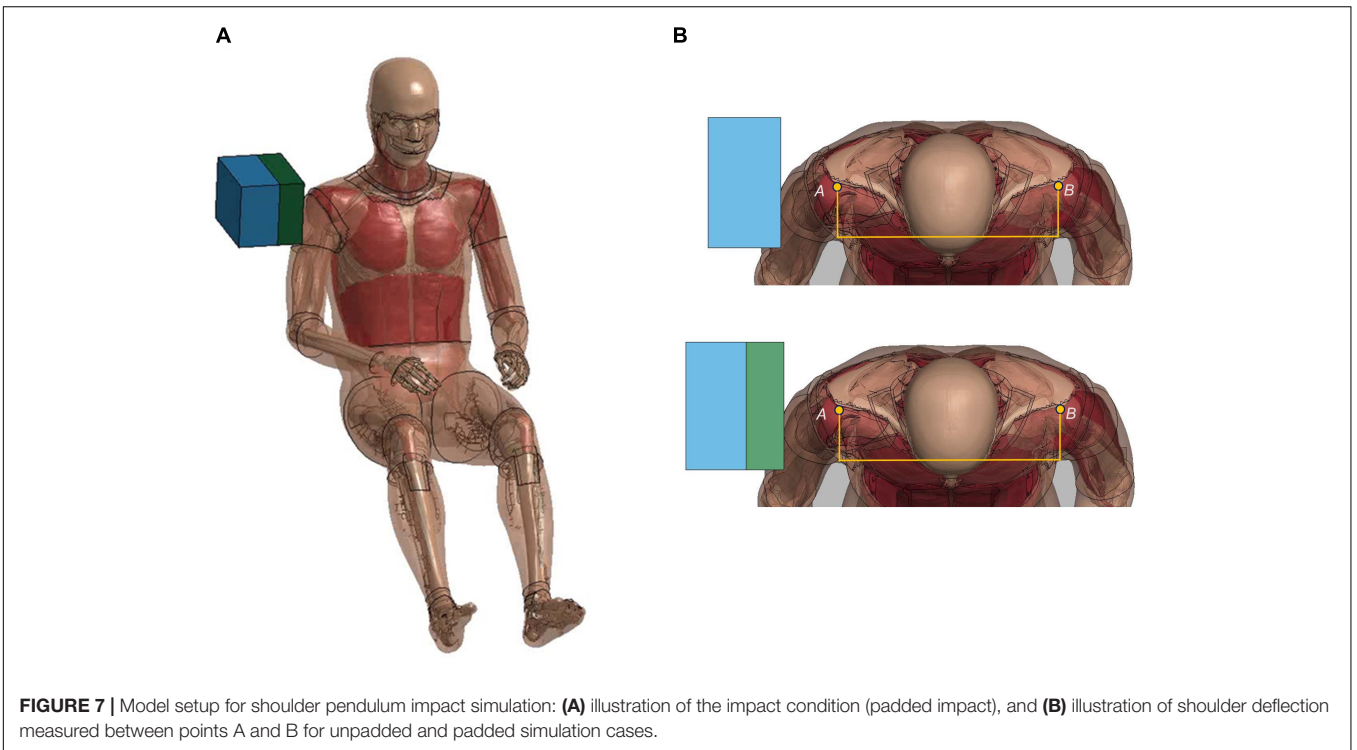 A
B
A
B
A
B
FIGURE 7 | Model setup for shoulder pendulum impact simulation: (A) illustration of the impact condition (padded impact), and (B) illustration of shoulder deflection
measured between points A and B for unpadded and padded simulation cases.